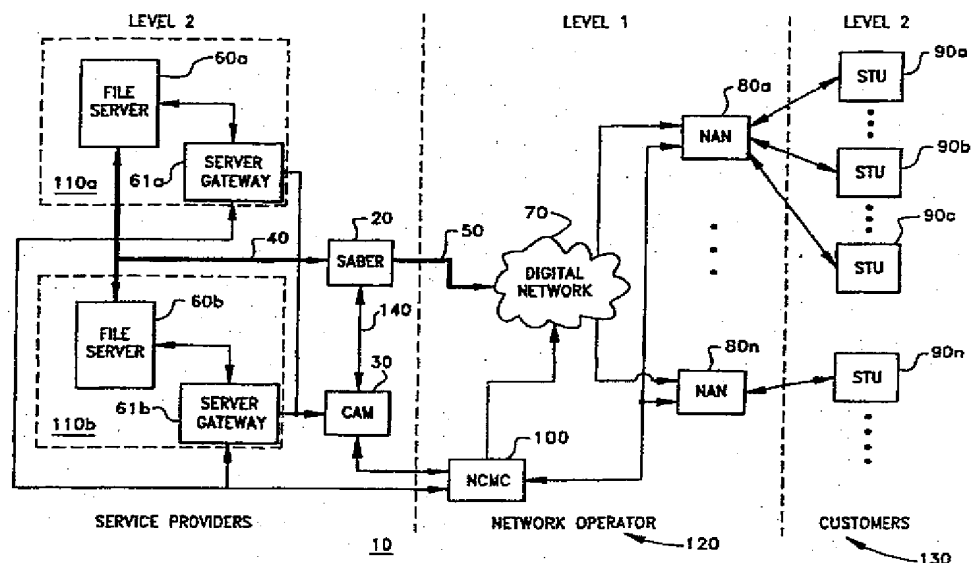 LEVEL 2
LEVEL 1
LEVEL 2
60a
FILE
SERVER
110a
61a
SERVER
GATEWAY
40
20
SABER
50
140
60b
FILE
SERVER
110b
61b
SERVER
GATEWAY
30
CAM
70
DIGITAL
NETWORK
100
NCMC
80a
NAN
80n
NAN
90a
STU
90b
STU
90c
STU
90n
STU
SERVICE PROVIDERS
10
NETWORK OPERATOR
120
CUSTOMERS
130